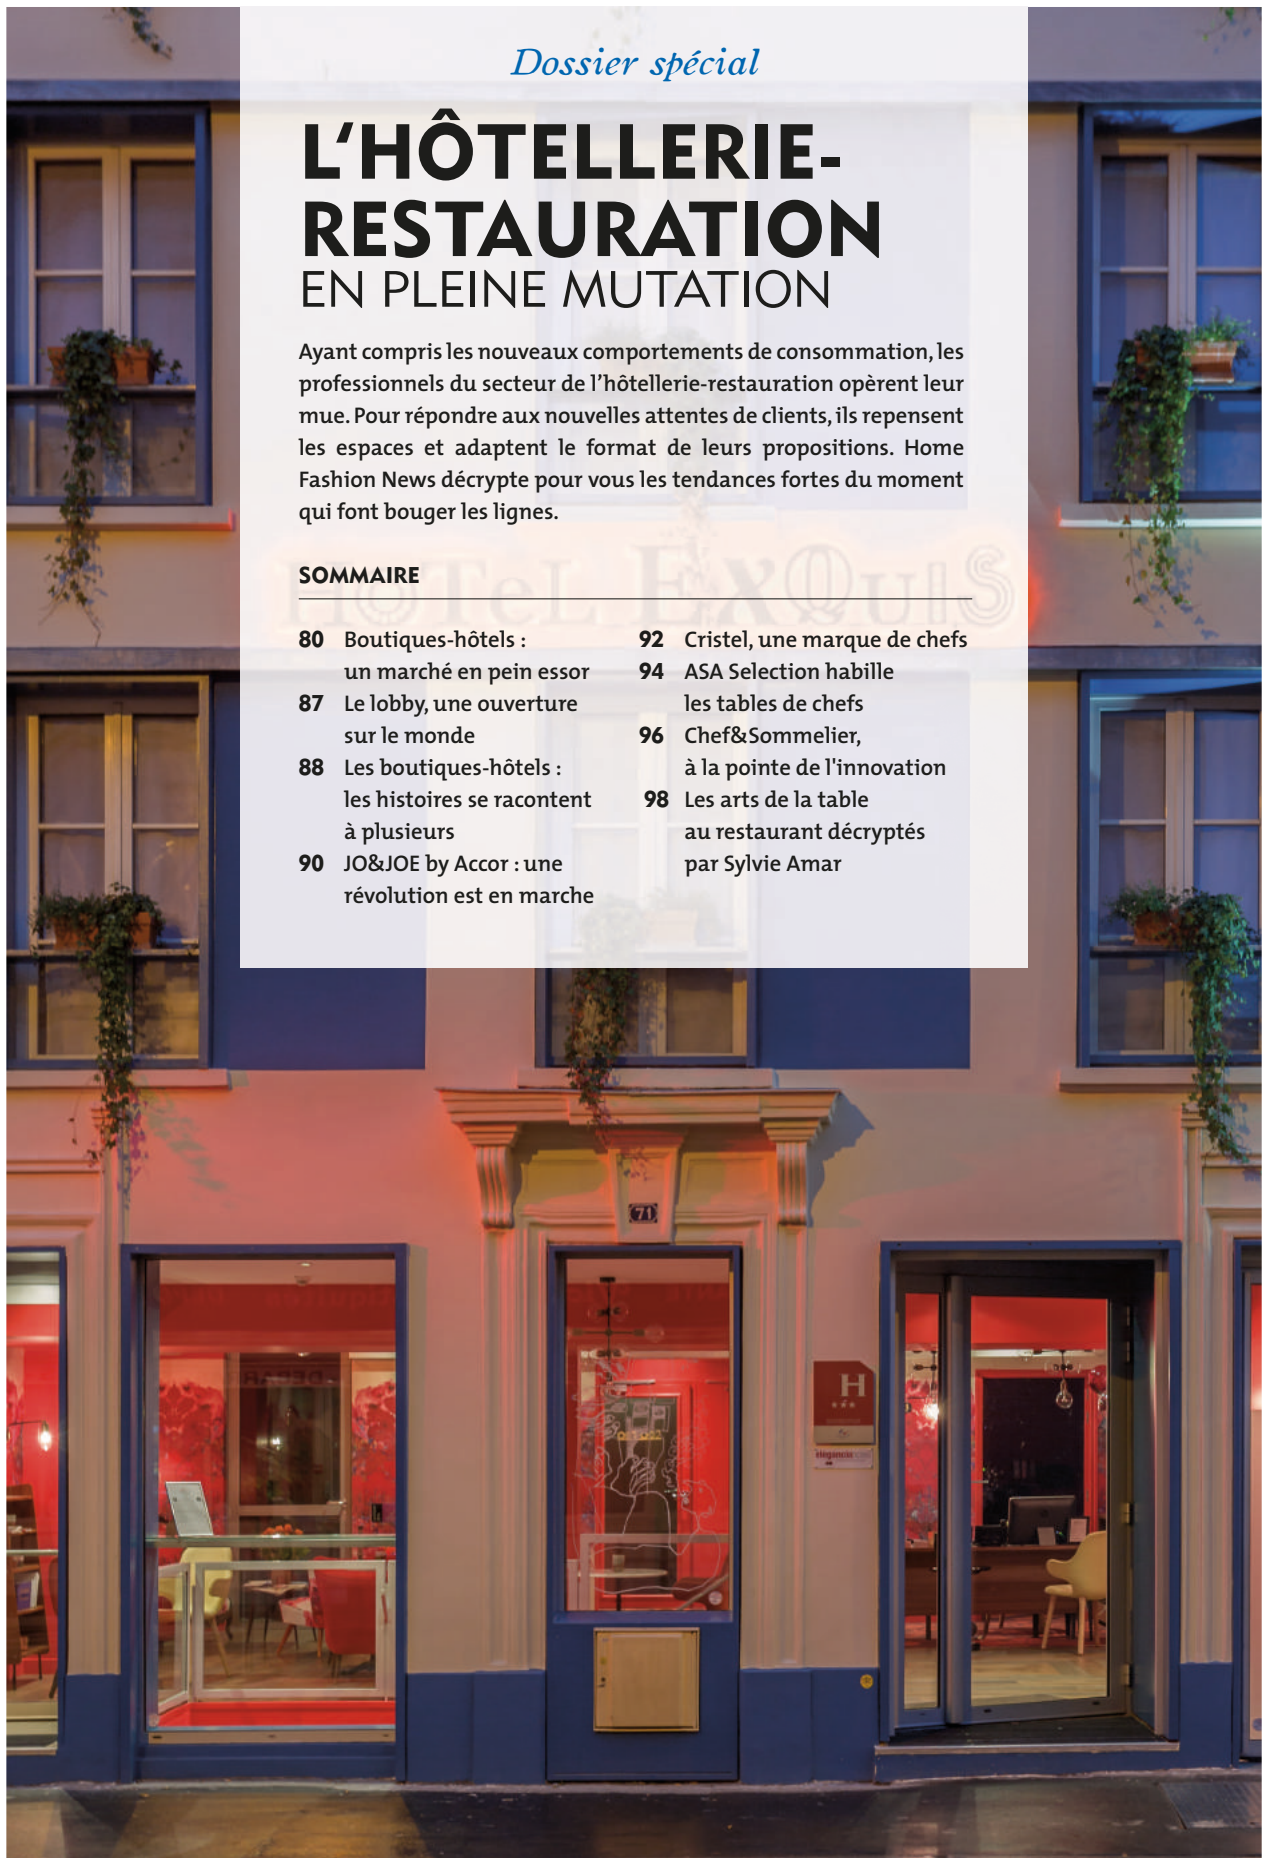 Dossier spécial
L'HÔTELLERIE-
RESTAURATION
EN PLEINE MUTATION
Ayant compris les nouveaux comportements de consommation, les
professionnels du secteur de l’hôtellerie-restauration opèrent leur
mue. Pour répondre aux nouvelles attentes de clients, ils repensent
les espaces et adaptent le format de leurs propositions. Home
Fashion News décrypte pour vous les tendances fortes du moment
qui font bouger les lignes.
HOTeL ExQuIS
SOMMAIRE
80 Boutiques-hôtels :
un marché en pein essor
87 Le lobby, une ouverture
sur le monde
88 Les boutiques-hôtels :
les histoires se racontent
à plusieurs
90 JO&JOE by Accor : une
révolution est en marche
92 Cristel, une marque de chefs
94 ASA Selection habille
les tables de chefs
96 Chef&Sommelier,
à la pointe de l'innovation
98 Les arts de la table
au restaurant décryptés
par Sylvie Amar
71
H
elegancia